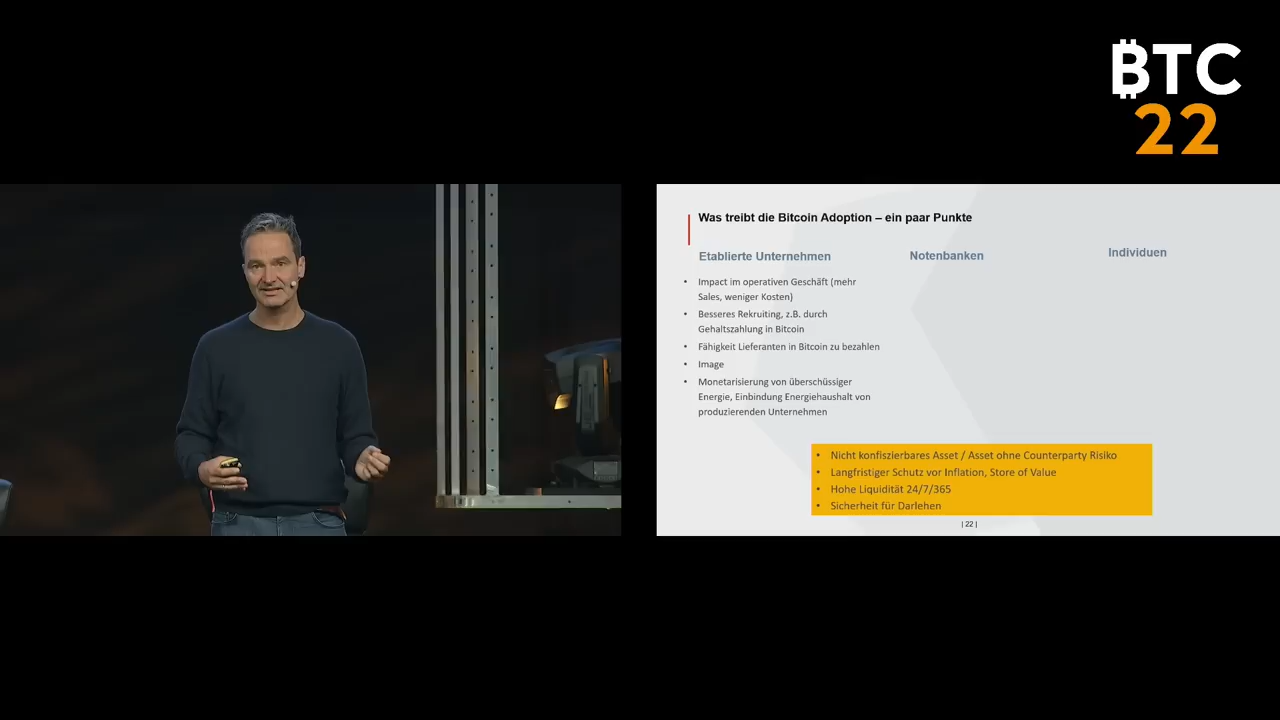 BTC
22
Was treibt die Bitcoin Adoption – ein paar Punkte
Etablierte Unternehmen
Notenbanken
Individuen
• Impact im operativen Geschäft (mehr
Sales, weniger Kosten)
• Besseres Rekruiting, z.B. durch
Gehaltszahlung in Bitcoin
• Fähigkeit Lieferanten in Bitcoin zu bezahlen
• Image
• Monetarisierung von überschüssiger
Energie, Einbindung Energiehaushalt von
produzierenden Unternehmen
• Nicht konfiszierbares Asset / Asset ohne Counterparty Risiko
• Langfristiger Schutz vor Inflation, Store of Value
• Hohe Liquidität 24/7/365
• Sicherheit für Darlehen
| 22 |